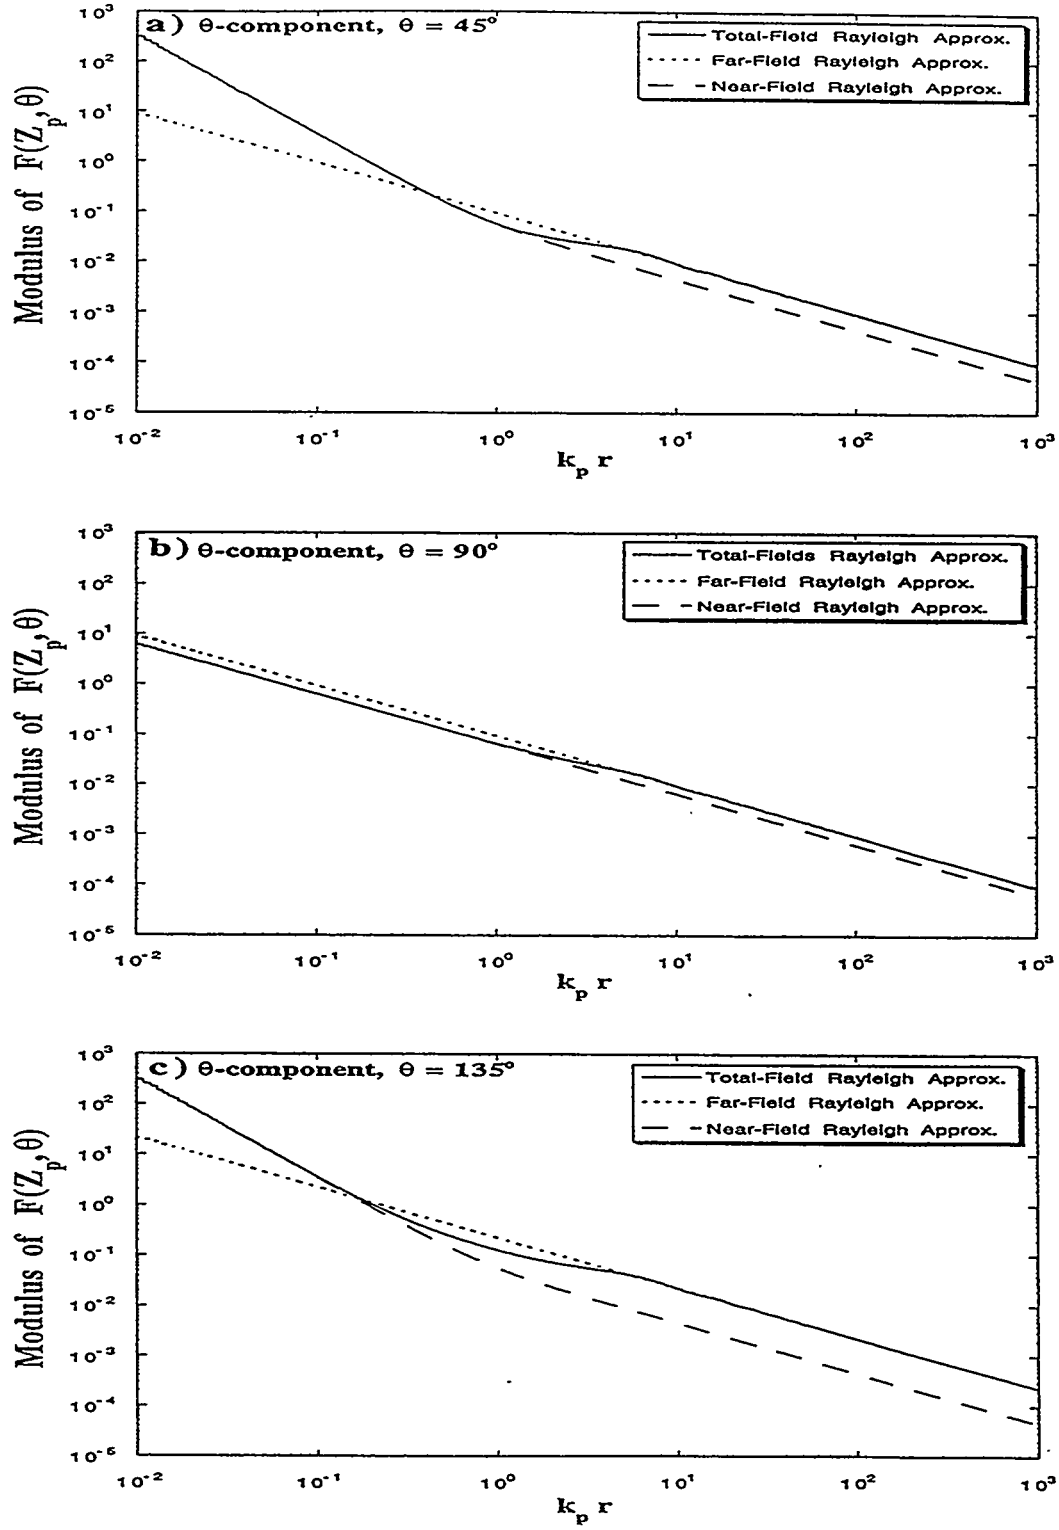 a) θ-component, θ = 45°
Total-Field Rayleigh Approx.
Far-Field Rayleigh Approx.
Near-Field Rayleigh Approx.
Modulus of F(Z_p,θ)
10³
10²
10¹
10⁰
10⁻¹
10⁻²
10⁻³
10⁻⁴
10⁻⁵
10⁻² 10⁻¹ 10⁰ 10¹ 10² 10³
k_p r
b) θ-component, θ = 90°
Total-Fields Rayleigh Approx.
Far-Field Rayleigh Approx.
Near-Field Rayleigh Approx.
Modulus of F(Z_p,θ)
10³
10²
10¹
10⁰
10⁻¹
10⁻²
10⁻³
10⁻⁴
10⁻⁵
10⁻² 10⁻¹ 10⁰ 10¹ 10² 10³
k_p r
c) θ-component, θ = 135°
Total-Field Rayleigh Approx.
Far-Field Rayleigh Approx.
Near-Field Rayleigh Approx.
Modulus of F(Z_p,θ)
10³
10²
10¹
10⁰
10⁻¹
10⁻²
10⁻³
10⁻⁴
10⁻⁵
10⁻² 10⁻¹ 10⁰ 10¹ 10² 10³
k_p r